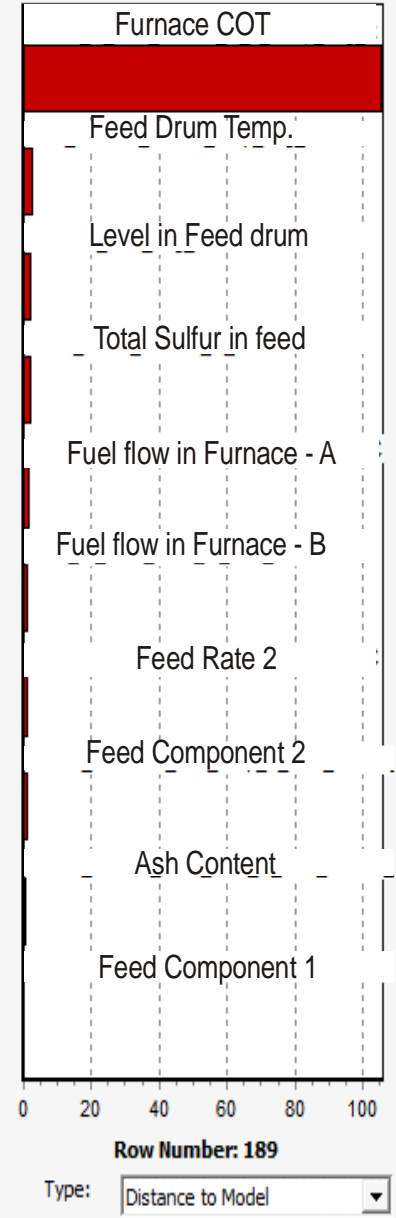 Furnace COT
Feed Drum Temp.
Level in Feed drum
Total Sulfur in feed
Fuel flow in Furnace - A
Fuel flow in Furnace - B
Feed Rate 2
Feed Component 2
Ash Content
Feed Component 1
0 20 40 60 80 100
Row Number: 189
Type: Distance to Model